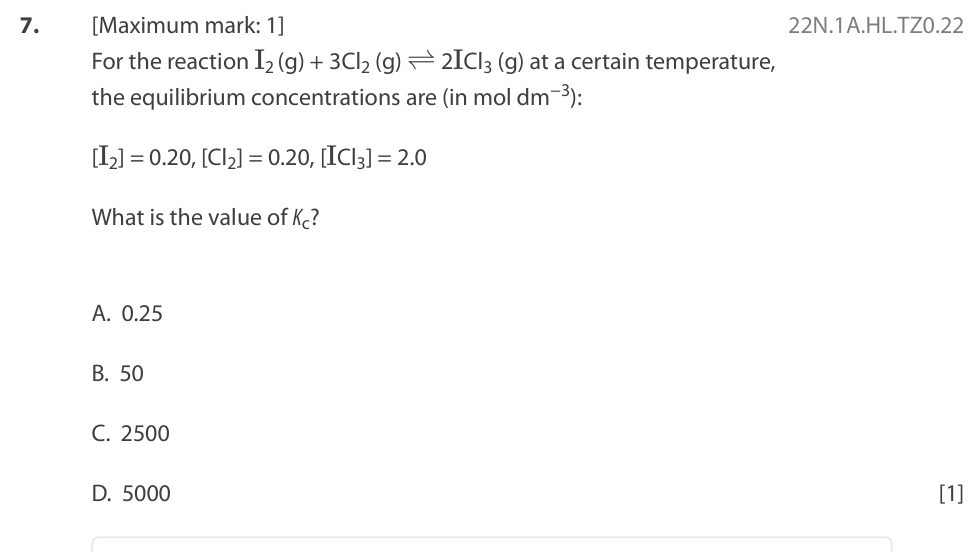 7. [Maximum mark: 1] 22N.1A.HL.TZ0.22
For the reaction I₂ (g) + 3Cl₂ (g) ⇌ 2ICl₃ (g) at a certain temperature,
the equilibrium concentrations are (in mol dm⁻³):
[I₂] = 0.20, [Cl₂] = 0.20, [ICl₃] = 2.0
What is the value of K꜀?
A. 0.25
B. 50
C. 2500
D. 5000 [1]